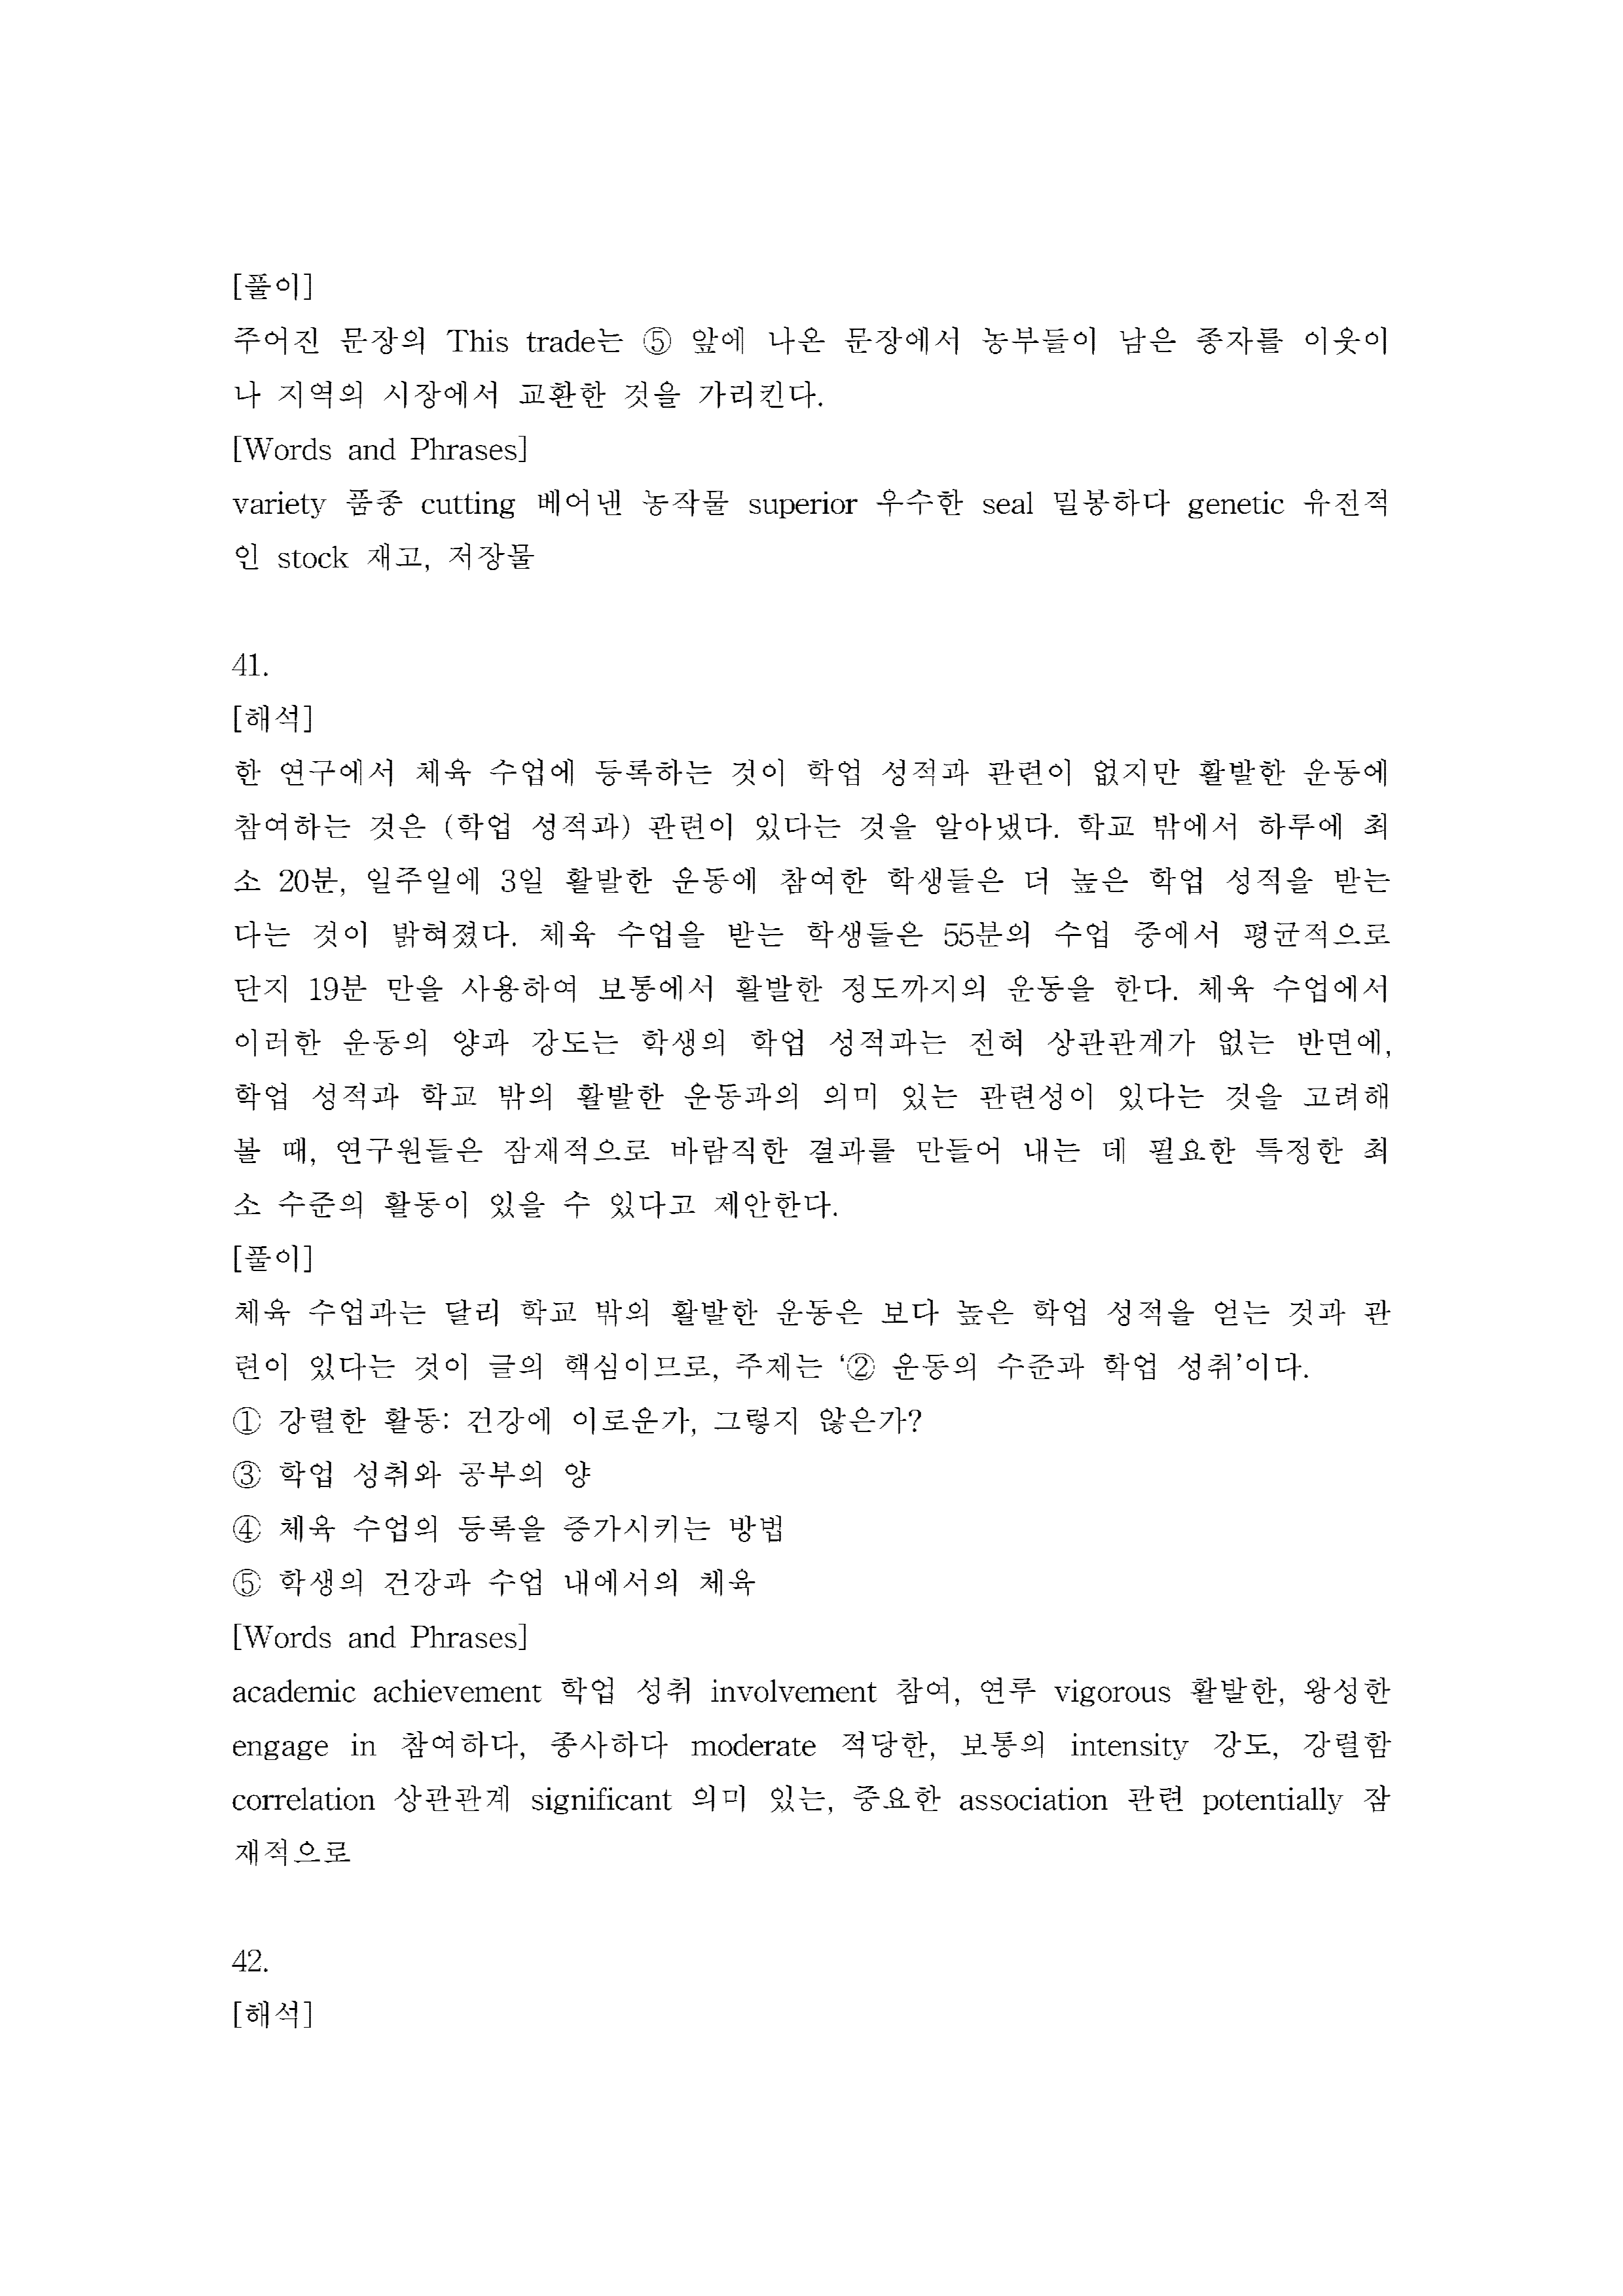 [풀이]
주어진 문장의 This trade는 ⑤ 앞에 나온 문장에서 농부들이 남은 종자를 이웃이
나 지역의 시장에서 교환한 것을 가리킨다.
[Words and Phrases]
variety 품종 cutting 베어낸 농작물 superior 우수한 seal 밀봉하다 genetic 유전적
인 stock 재고, 저장물
41.
[해석]
한 연구에서 체육 수업에 등록하는 것이 학업 성적과 관련이 없지만 활발한 운동에
참여하는 것은 (학업 성적과) 관련이 있다는 것을 알아냈다. 학교 밖에서 하루에 최
소 20분, 일주일에 3일 활발한 운동에 참여한 학생들은 더 높은 학업 성적을 받는
다는 것이 밝혀졌다. 체육 수업을 받는 학생들은 55분의 수업 중에서 평균적으로
단지 19분 만을 사용하여 보통에서 활발한 정도까지의 운동을 한다. 체육 수업에서
이러한 운동의 양과 강도는 학생의 학업 성적과는 전혀 상관관계가 없는 반면에,
학업 성적과 학교 밖의 활발한 운동과의 의미 있는 관련성이 있다는 것을 고려해
볼 때, 연구원들은 잠재적으로 바람직한 결과를 만들어 내는 데 필요한 특정한 최
소 수준의 활동이 있을 수 있다고 제안한다.
[풀이]
체육 수업과는 달리 학교 밖의 활발한 운동은 보다 높은 학업 성적을 얻는 것과 관
련이 있다는 것이 글의 핵심이므로, 주제는 ‘② 운동의 수준과 학업 성취’이다.
① 강렬한 활동: 건강에 이로운가, 그렇지 않은가?
③ 학업 성취와 공부의 양
④ 체육 수업의 등록을 증가시키는 방법
⑤ 학생의 건강과 수업 내에서의 체육
[Words and Phrases]
academic achievement 학업 성취 involvement 참여, 연루 vigorous 활발한, 왕성한
engage in 참여하다, 종사하다 moderate 적당한, 보통의 intensity 강도, 강렬함
correlation 상관관계 significant 의미 있는, 중요한 association 관련 potentially 잠
재적으로
42.
[해석]